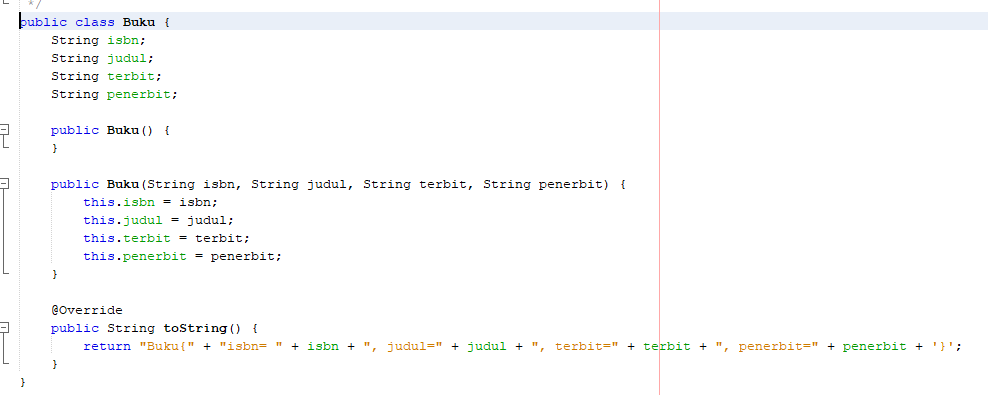 */
public class Buku {
String isbn;
String judul;
String terbit;
String penerbit;
public Buku() {
}
public Buku(String isbn, String judul, String terbit, String penerbit) {
this.isbn = isbn;
this.judul = judul;
this.terbit = terbit;
this.penerbit = penerbit;
}
@Override
public String toString() {
return "Buku{" + "isbn= " + isbn + ", judul=" + judul + ", terbit=" + terbit + ", penerbit=" + penerbit + '}';
}
}